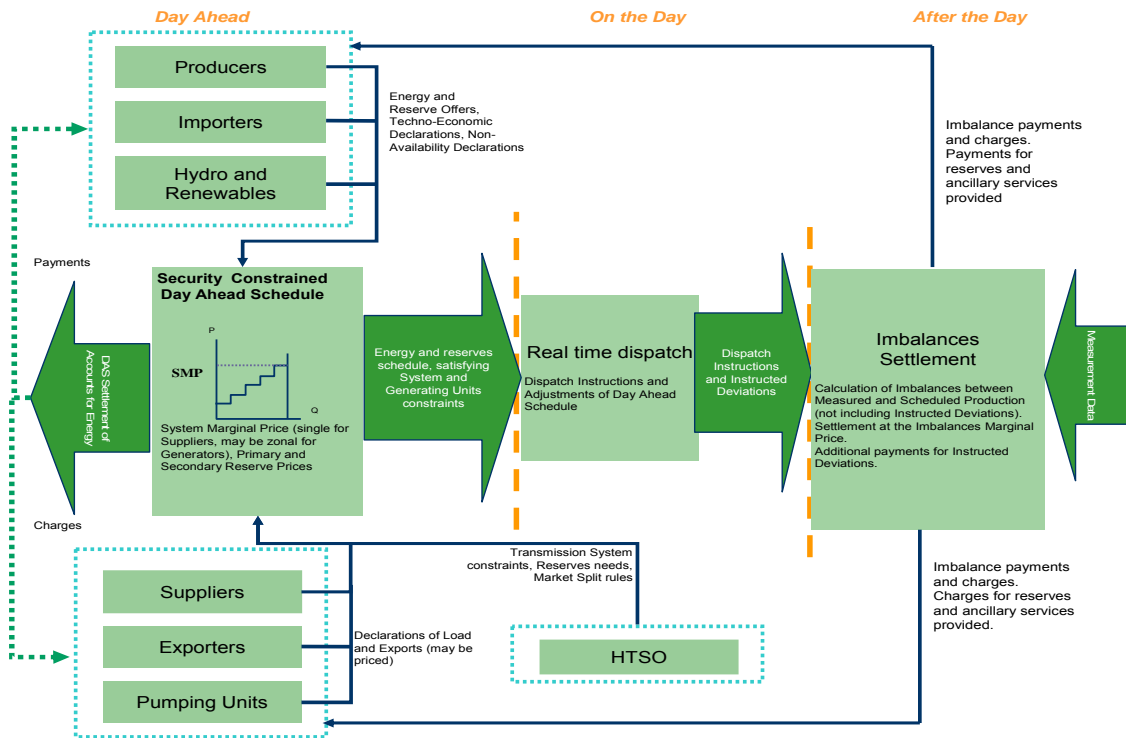 Day Ahead
On the Day
After the Day
Producers
Importers
Hydro and
Renewables
Energy and
Reserve Offers,
Techno-Economic
Declarations, Non-
Availability Declarations
Imbalance payments
and charges.
Payments for
reserves and
ancillary services
provided
Payments
DAS Settlement of
Accounts for Energy
Charges
Security Constrained
Day Ahead Schedule
P
SMP
Q
System Marginal Price (single for
Suppliers, may be zonal for
Generators), Primary and
Secondary Reserve Prices
Energy and reserves
schedule, satisfying
System and
Generating Units
constraints
Real time dispatch
Dispatch Instructions and
Adjustments of Day Ahead
Schedule
Dispatch
Instructions
and Instructed
Deviations
Imbalances
Settlement
Calculation of Imbalances between
Measured and Scheduled Production
(not including Instructed Deviations).
Settlement at the Imbalances Marginal
Price.
Additional payments for Instructed
Deviations.
Measurement Data
Transmission System
constraints, Reserves needs,
Market Split rules
Suppliers
Exporters
Pumping Units
Declarations of Load
and Exports (may be
priced)
HTSO
Imbalance payments
and charges.
Charges for reserves
and ancillary services
provided.